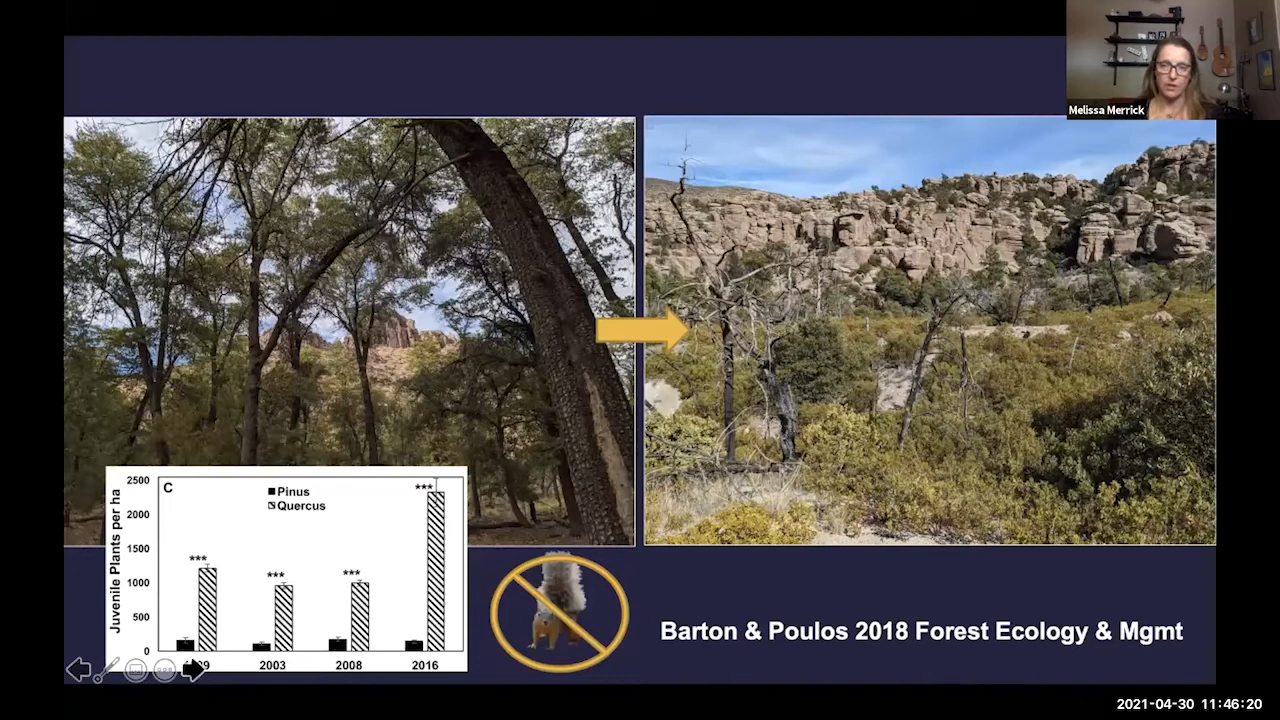 Melissa Merrick
C
Pinus
Quercus
Juvenile Plants per ha
2500
2000
1500
1000
500
0
***
***
***
***
2003
2008
2016
Barton & Poulos 2018 Forest Ecology & Mgmt
2021-04-30 11:46:20